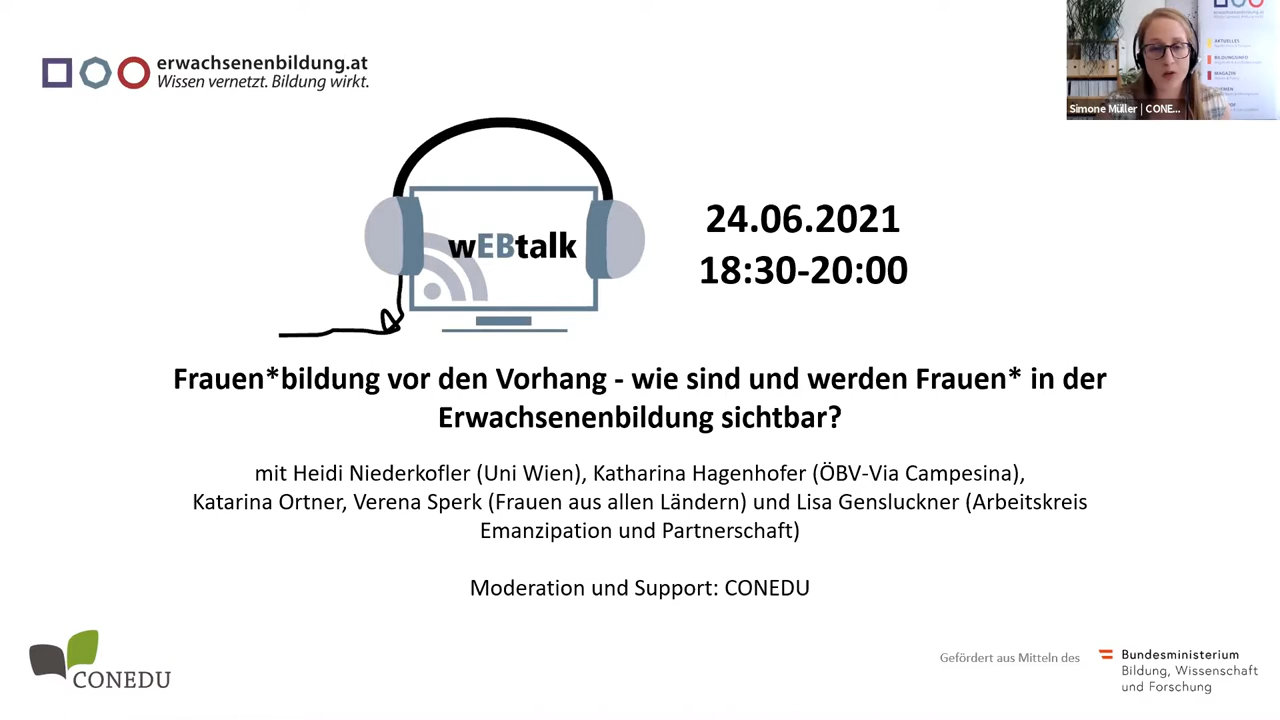 erwachsenenbildung.at
Wissen vernetzt. Bildung wirkt.
Simone Müller | CONE...
AKTUELLES
BILDUNGSINFO
MAGAZIN
wEBtalk
24.06.2021
18:30-20:00
Frauen*bildung vor den Vorhang - wie sind und werden Frauen* in der
Erwachsenenbildung sichtbar?
mit Heidi Niederkofler (Uni Wien), Katharina Hagenhofer (ÖBV-Via Campesina),
Katarina Ortner, Verena Sperk (Frauen aus allen Ländern) und Lisa Gensluckner (Arbeitskreis
Emanzipation und Partnerschaft)
Moderation und Support: CONEDU
CONEDU
Gefördert aus Mitteln des
Bundesministerium
Bildung, Wissenschaft
und Forschung